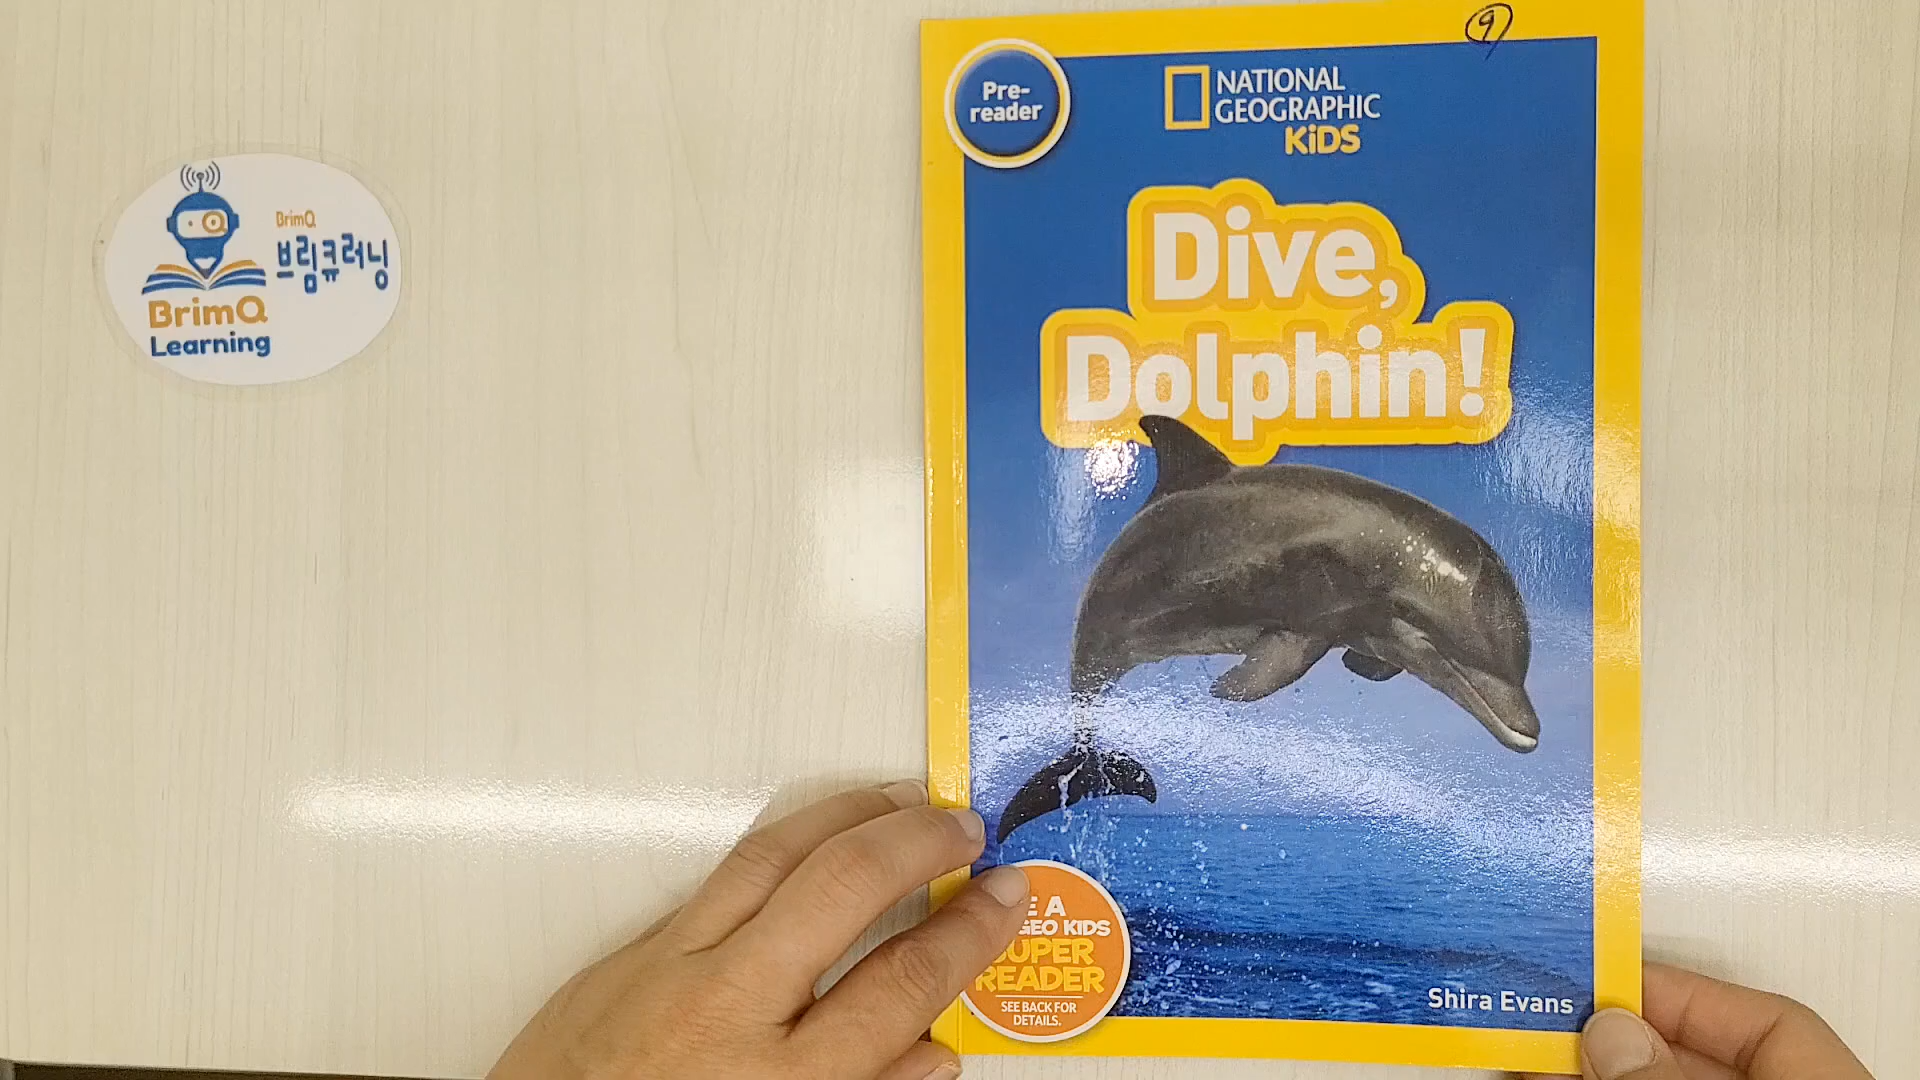 BrimQ
브림큐러닝
BrimQ
Learning
9
Pre-
reader
NATIONAL
GEOGRAPHIC
KiDS
Dive,
Dolphin!
A
GEO KIDS
SUPER
READER
SEE BACK FOR
DETAILS.
Shira Evans